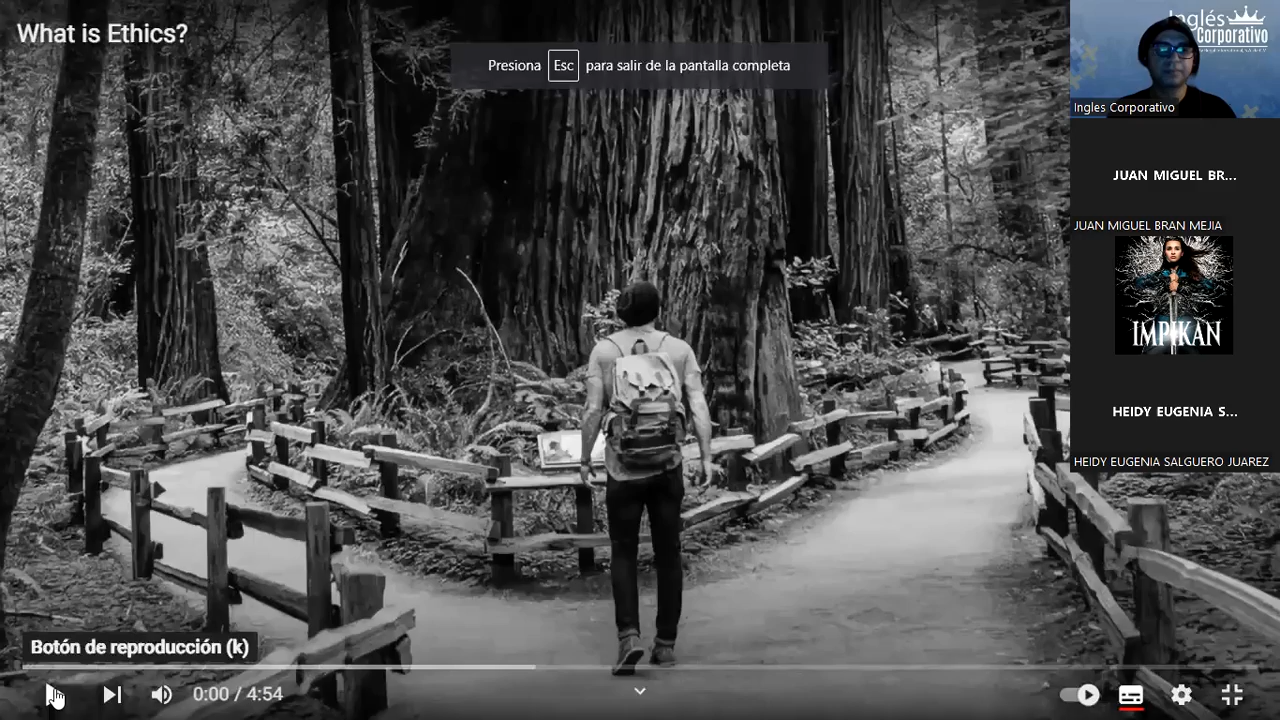 What is Ethics?
Presiona Esc para salir de la pantalla completa
Inglés
Corporativo
Ingles Corporativo
JUAN MIGUEL BR...
JUAN MIGUEL BRAN MEJIA
IMPIKAN
HEIDY EUGENIA S...
HEIDY EUGENIA SALGUERO JUAREZ
Botón de reproducción (k)
0:00 / 4:54